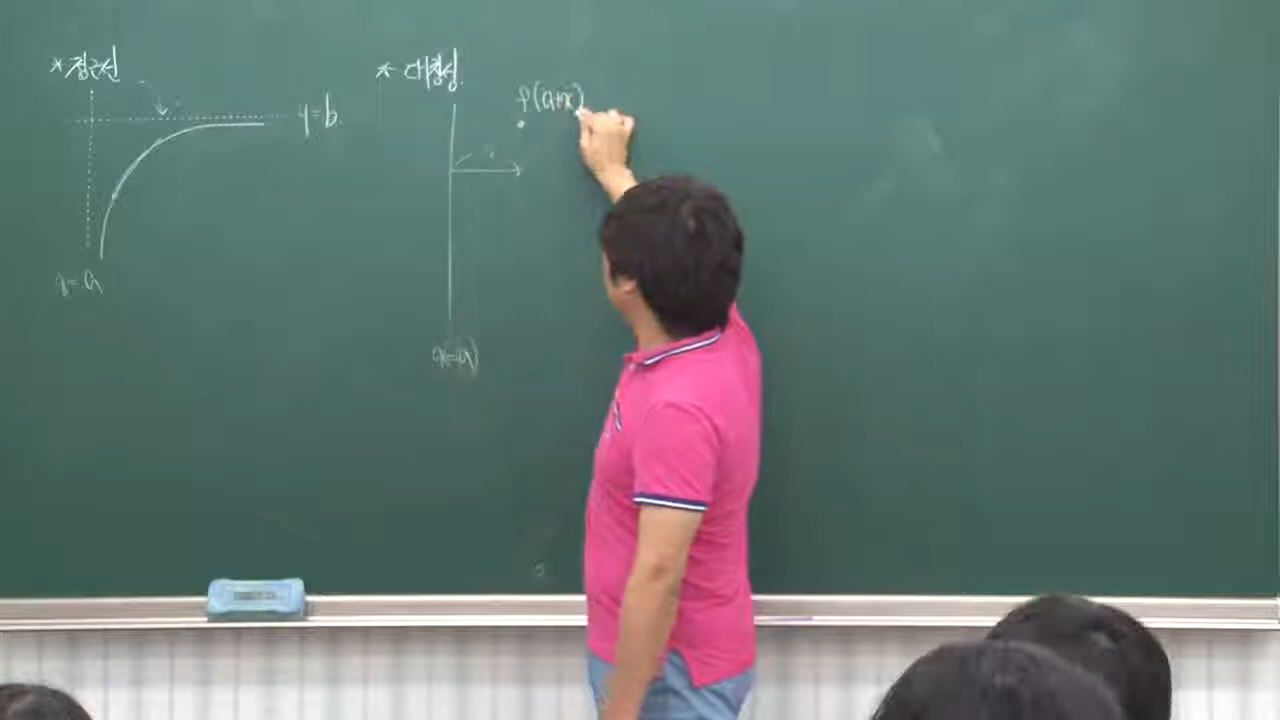 * 점근선
y=b
x=a
* 대칭성.
f(a+x)
x=a